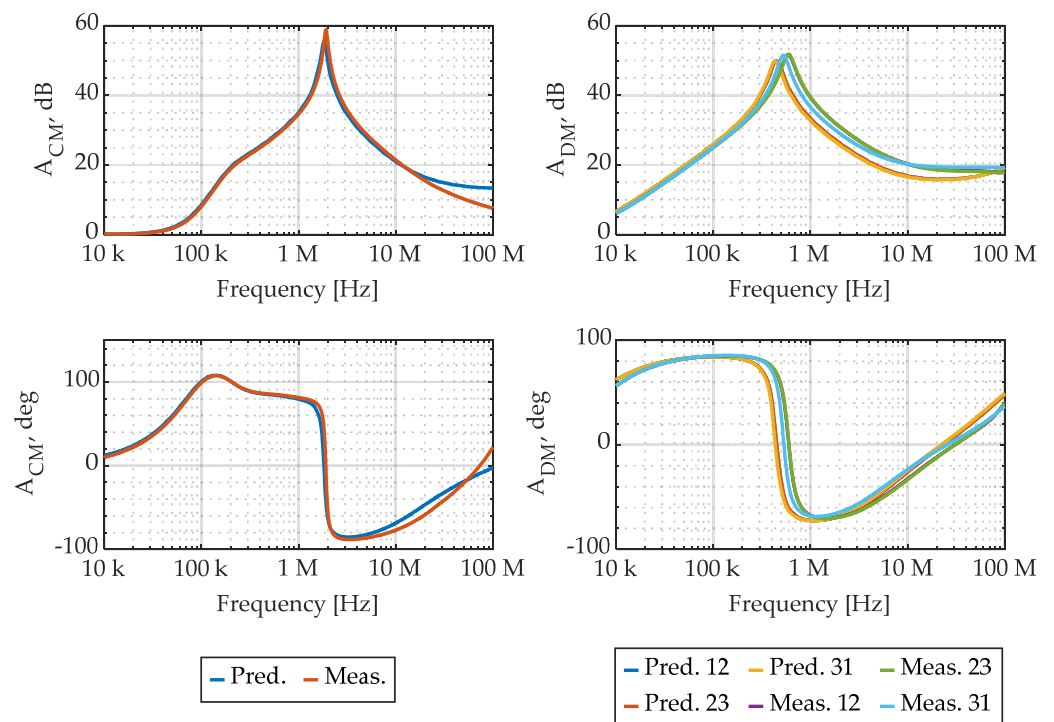 60
40
20
0
A_CM, dB
10 k 100 k 1 M 10 M 100 M
Frequency [Hz]
60
40
20
0
A_DM, dB
10 k 100 k 1 M 10 M 100 M
Frequency [Hz]
100
0
-100
A_CM, deg
10 k 100 k 1 M 10 M 100 M
Frequency [Hz]
100
0
-100
A_DM, deg
10 k 100 k 1 M 10 M 100 M
Frequency [Hz]
Pred. Meas.
Pred. 12 Pred. 31 Meas. 23
Pred. 23 Meas. 12 Meas. 31